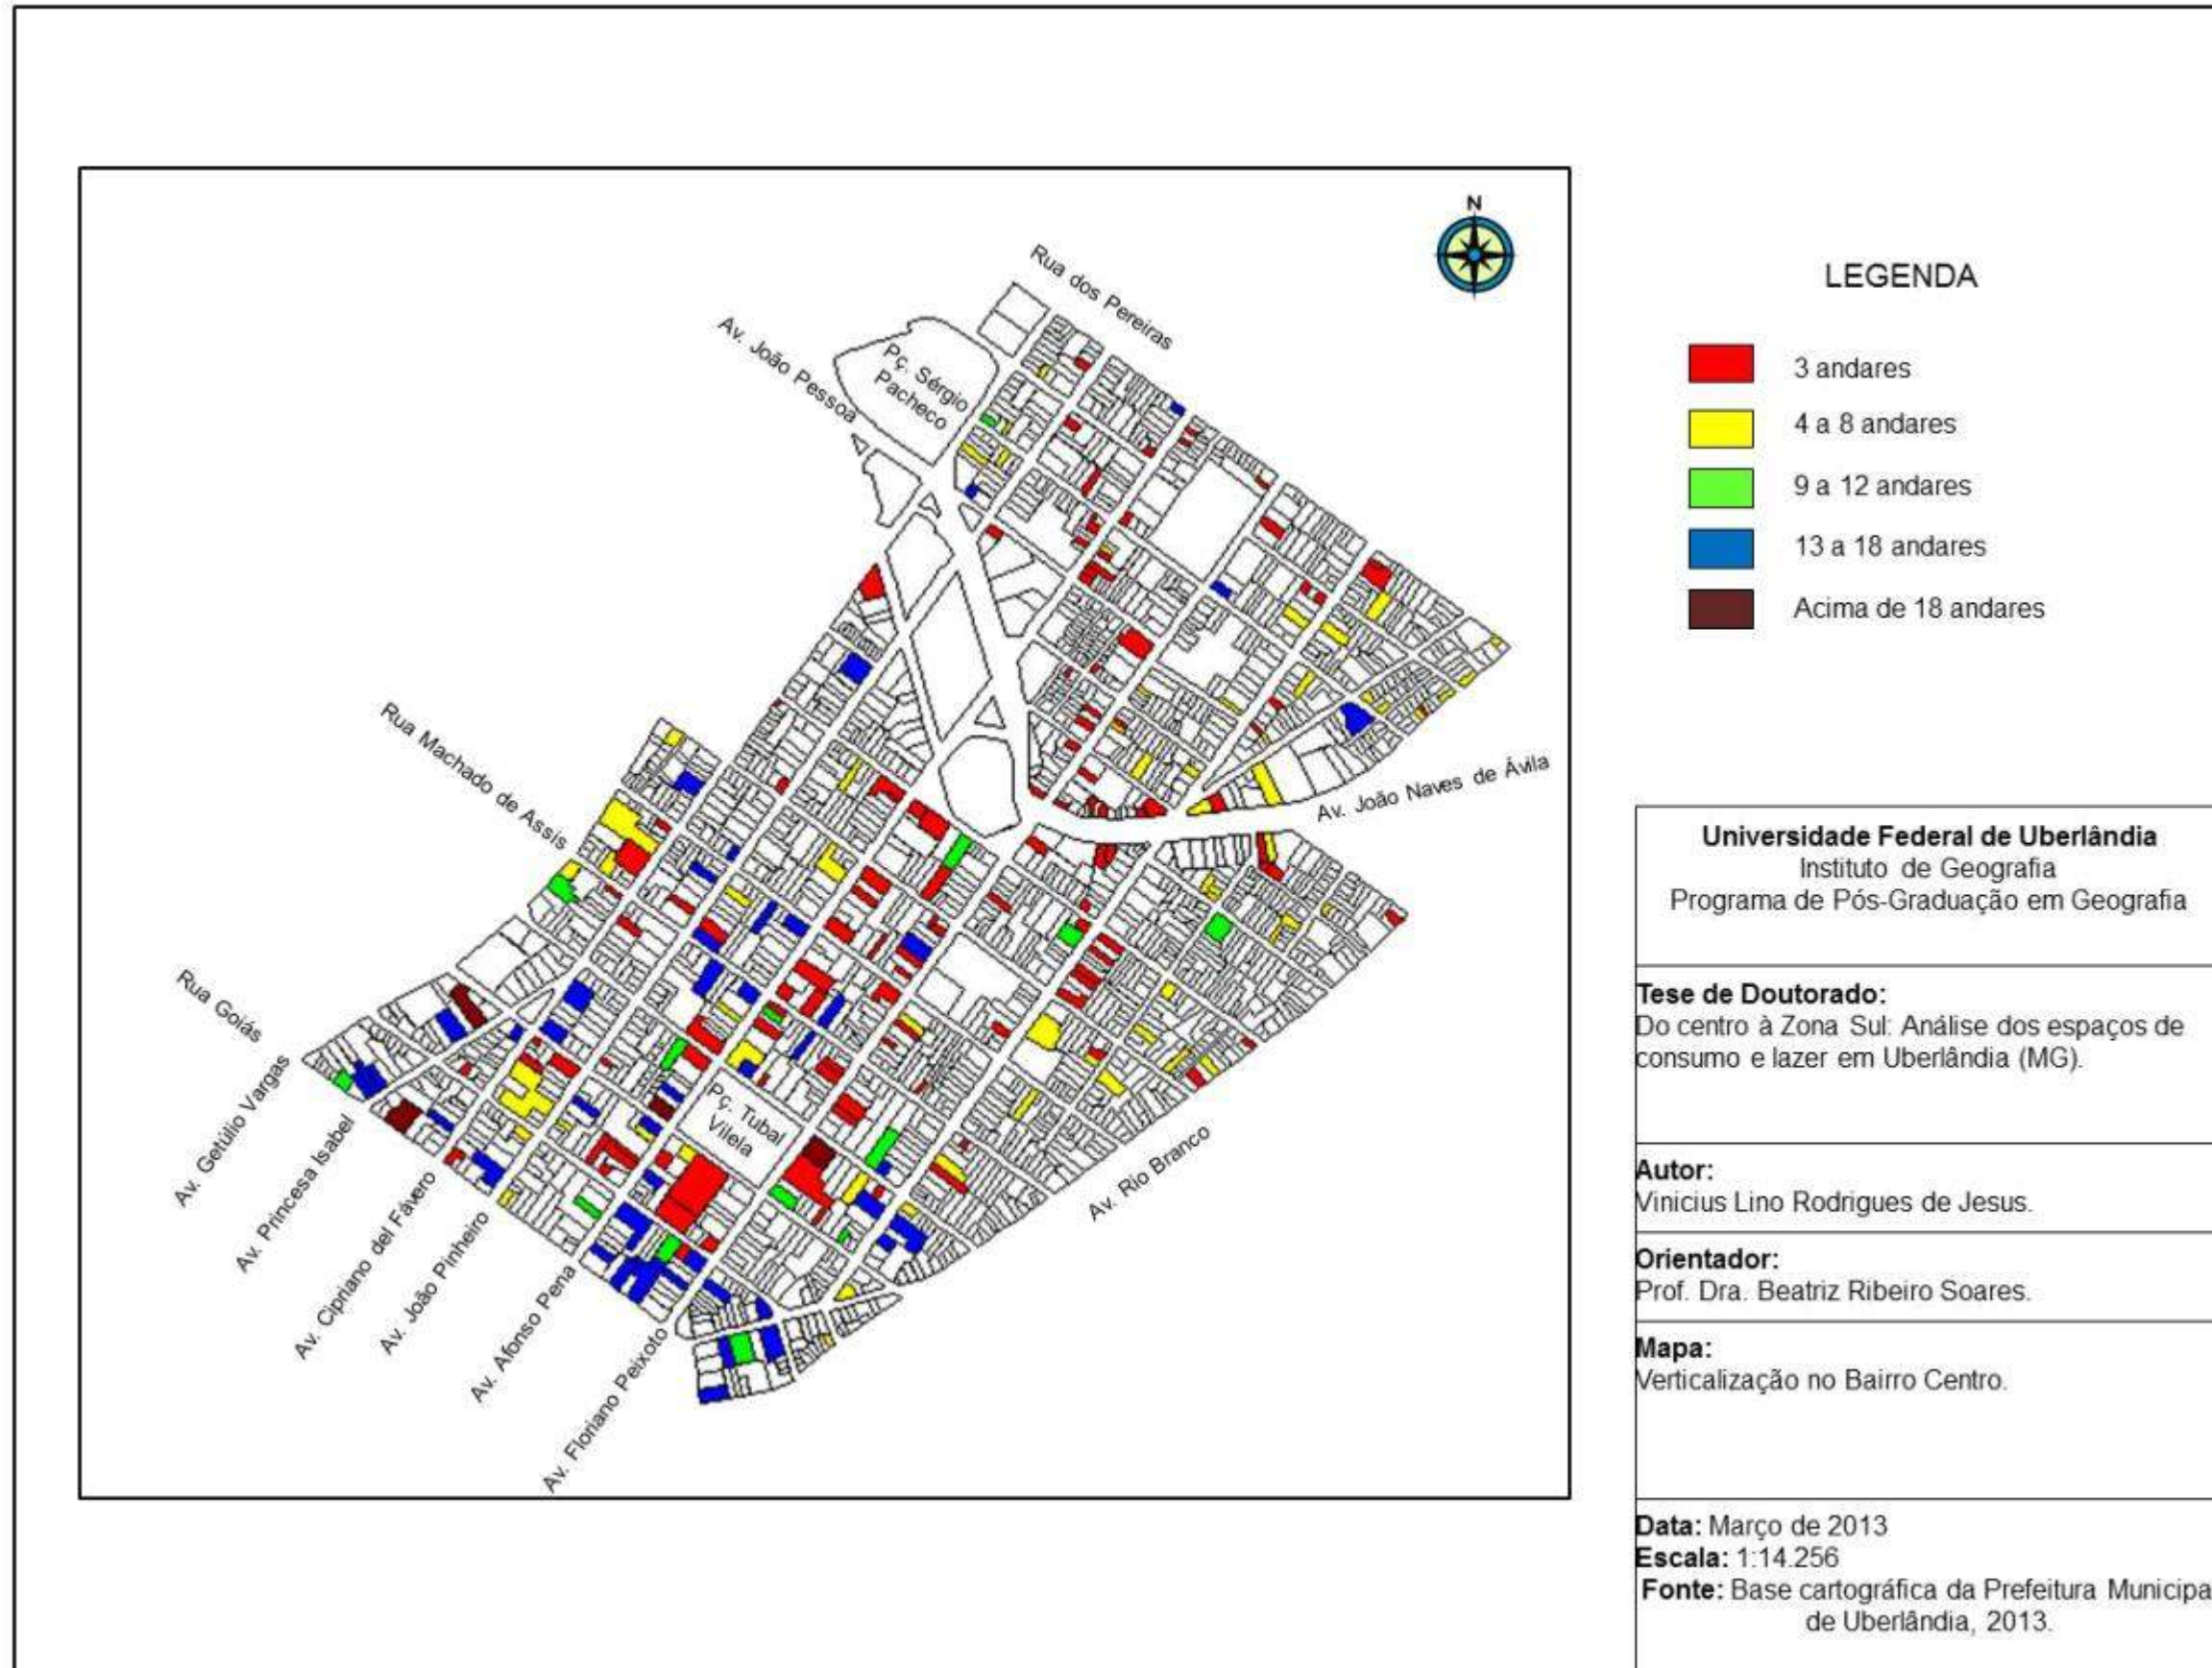 N
Rua dos Pereiras
Av. João Pessoa
Pç. Sérgio
Pacheco
Rua Machado de Assis
Av. João Naves de Ávila
Rua Goiás
Av. Getúlio Vargas
Av. Princesa Isabel
Av. Cipriano del Fávero
Av. João Pinheiro
Av. Afonso Pena
Av. Floriano Peixoto
Pç. Tubal
Vilela
Av. Rio Branco
LEGENDA
3 andares
4 a 8 andares
9 a 12 andares
13 a 18 andares
Acima de 18 andares
Universidade Federal de Uberlândia
Instituto de Geografia
Programa de Pós-Graduação em Geografia
Tese de Doutorado:
Do centro à Zona Sul: Análise dos espaços de
consumo e lazer em Uberlândia (MG).
Autor:
Vinicius Lino Rodrigues de Jesus.
Orientador:
Prof. Dra. Beatriz Ribeiro Soares.
Mapa:
Verticalização no Bairro Centro.
Data: Março de 2013
Escala: 1:14.256
Fonte: Base cartográfica da Prefeitura Municipa
de Uberlândia, 2013.